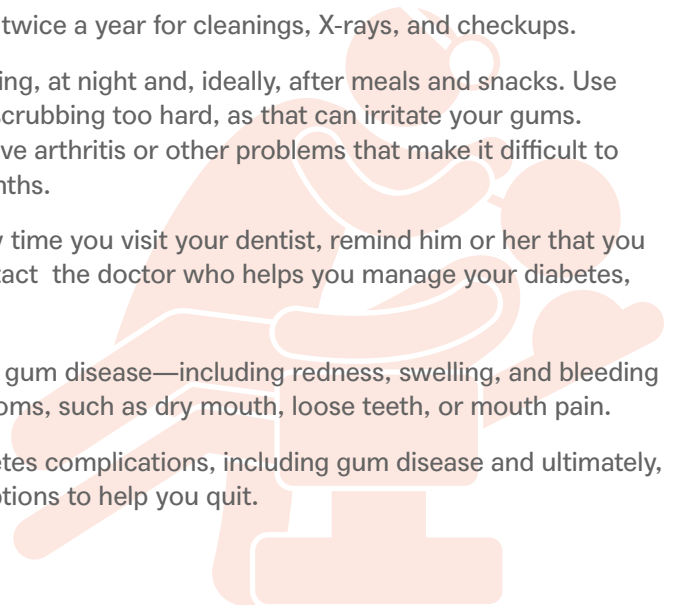 twice a year for cleanings, X-rays, and checkups.
ing, at night and, ideally, after meals and snacks. Use
scrubbing too hard, as that can irritate your gums.
ve arthritis or other problems that make it difficult to
nths.
y time you visit your dentist, remind him or her that you
tact the doctor who helps you manage your diabetes,
gum disease—including redness, swelling, and bleeding
oms, such as dry mouth, loose teeth, or mouth pain.
etes complications, including gum disease and ultimately,
ptions to help you quit.